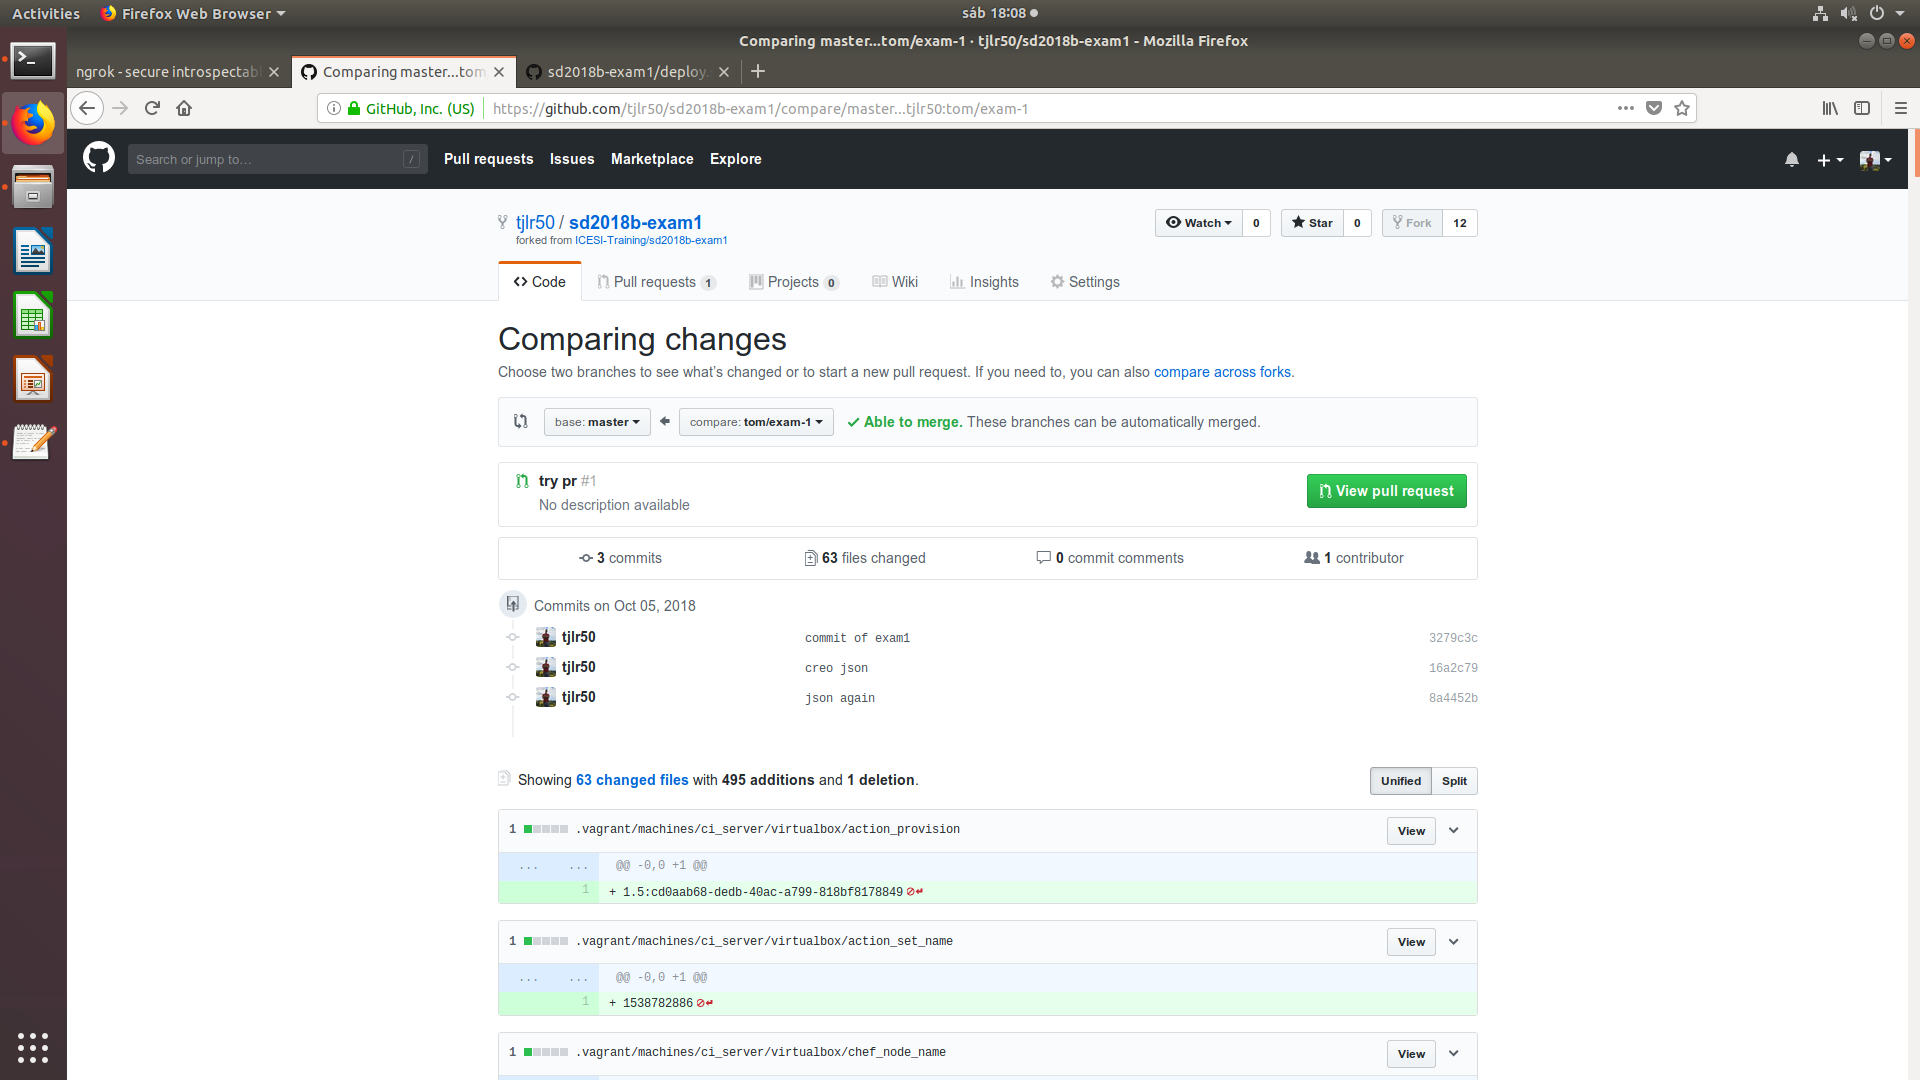 Activities Firefox Web Browser sáb 18:08
Comparing master...tom/exam-1 · tjlr50/sd2018b-exam1 - Mozilla Firefox
ngrok - secure introspectabl Comparing master...tom sd2018b-exam1/deploy.
GitHub, Inc. (US) https://github.com/tjlr50/sd2018b-exam1/compare/master...tjlr50:tom/exam-1
Search or jump to... / Pull requests Issues Marketplace Explore
tjlr50 / sd2018b-exam1 Watch 0 Star 0 Fork 12
forked from ICESI-Training/sd2018b-exam1
Code Pull requests 1 Projects 0 Wiki Insights Settings
Comparing changes
Choose two branches to see what's changed or to start a new pull request. If you need to, you can also compare across forks.
base: master compare: tom/exam-1 Able to merge. These branches can be automatically merged.
try pr #1 View pull request
No description available
3 commits 63 files changed 0 commit comments 1 contributor
Commits on Oct 05, 2018
tjlr50 commit of exam1 3279c3c
tjlr50 creo json 16a2c79
tjlr50 json again 8a4452b
Showing 63 changed files with 495 additions and 1 deletion. Unified Split
1 .vagrant/machines/ci_server/virtualbox/action_provision View
... ... @@ -0,0 +1 @@
1 + 1.5:cd0aab68-dedb-40ac-a799-818bf8178849
1 .vagrant/machines/ci_server/virtualbox/action_set_name View
... ... @@ -0,0 +1 @@
1 + 1538782886
1 .vagrant/machines/ci_server/virtualbox/chef_node_name View